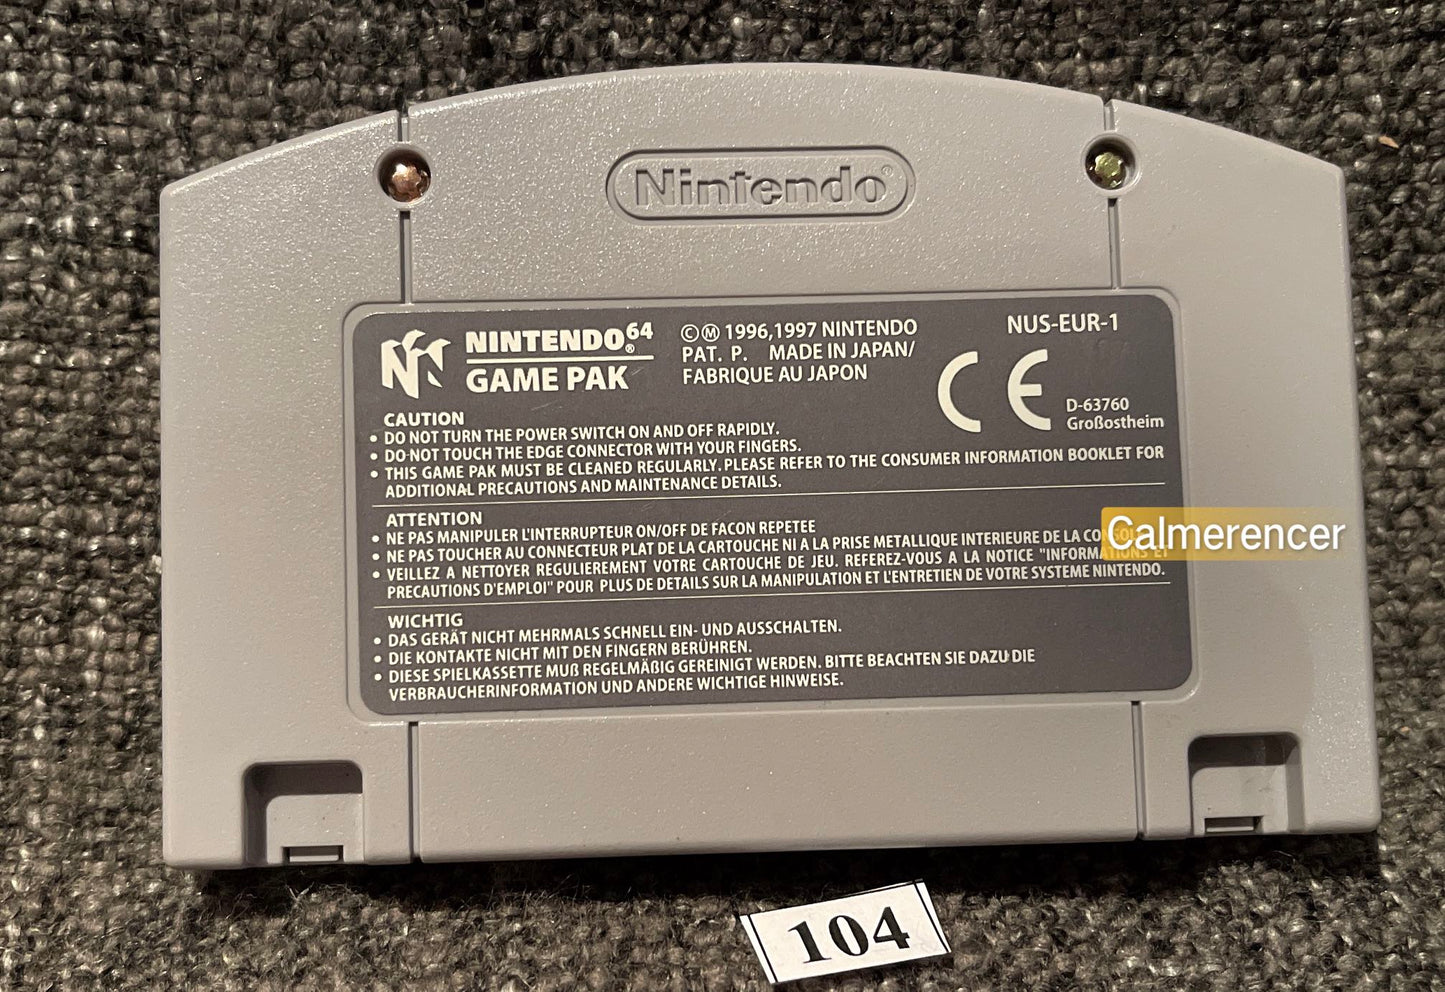 Nintendo®
NINTENDO64®
GAME PAK
©Ⓜ 1996,1997 NINTENDO
PAT. P. MADE IN JAPAN/
FABRIQUE AU JAPON
NUS-EUR-1
CE
D-63760
Großostheim
CAUTION
• DO NOT TURN THE POWER SWITCH ON AND OFF RAPIDLY.
• DO NOT TOUCH THE EDGE CONNECTOR WITH YOUR FINGERS.
• THIS GAME PAK MUST BE CLEANED REGULARLY. PLEASE REFER TO THE CONSUMER INFORMATION BOOKLET FOR
ADDITIONAL PRECAUTIONS AND MAINTENANCE DETAILS.
ATTENTION
• NE PAS MANIPULER L'INTERRUPTEUR ON/OFF DE FACON REPETEE
• NE PAS TOUCHER AU CONNECTEUR PLAT DE LA CARTOUCHE NI A LA PRISE METALLIQUE INTERIEURE DE LA
• VEILLEZ A NETTOYER REGULIEREMENT VOTRE CARTOUCHE DE JEU. REFEREZ-VOUS A LA NOTICE "INFORMATIONS ET
PRECAUTIONS D'EMPLOI" POUR PLUS DE DETAILS SUR LA MANIPULATION ET L'ENTRETIEN DE VOTRE SYSTEME NINTENDO.
Calmerencer
WICHTIG
• DAS GERÄT NICHT MEHRMALS SCHNELL EIN- UND AUSSCHALTEN.
• DIE KONTAKTE NICHT MIT DEN FINGERN BERÜHREN.
• DIESE SPIELKASSETTE MUß REGELMÄßIG GEREINIGT WERDEN. BITTE BEACHTEN SIE DAZU DIE
VERBRAUCHERINFORMATION UND ANDERE WICHTIGE HINWEISE.
104